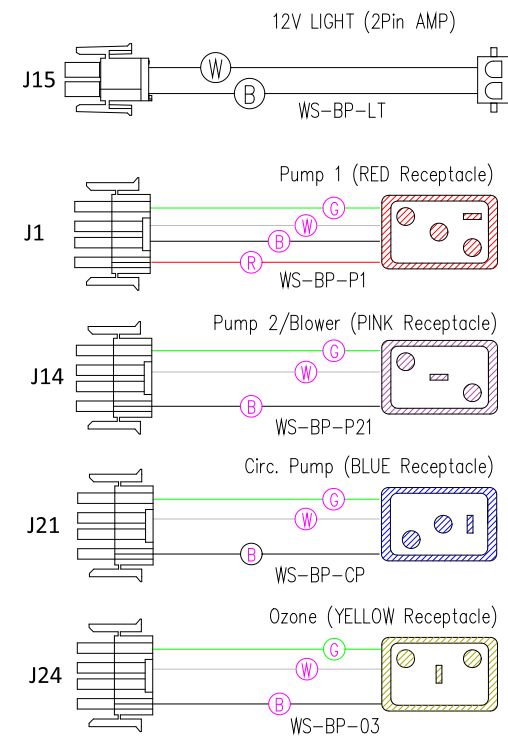 12V LIGHT (2Pin AMP)
J15
W
B
WS-BP-LT
Pump 1 (RED Receptacle)
J1
G
W
B
R
WS-BP-P1
Pump 2/Blower (PINK Receptacle)
J14
G
W
B
WS-BP-P21
Circ. Pump (BLUE Receptacle)
J21
G
W
B
WS-BP-CP
Ozone (YELLOW Receptacle)
J24
G
W
B
WS-BP-03